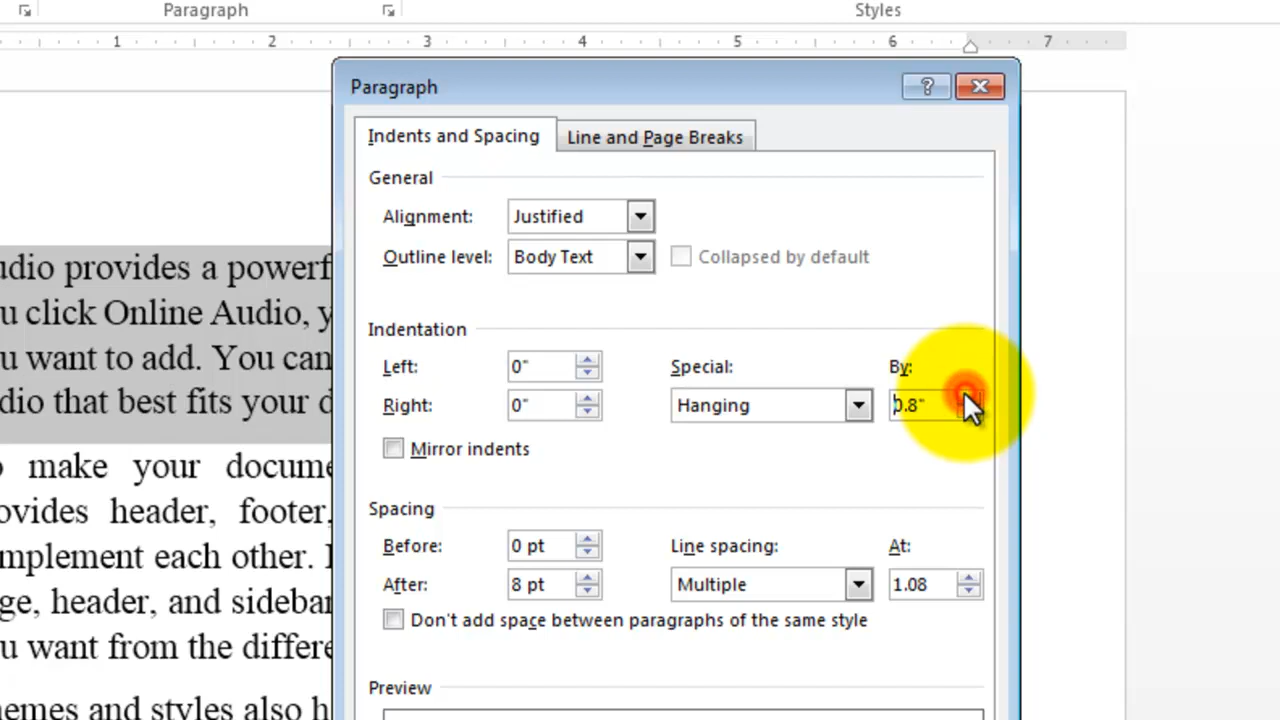 Paragraph Styles
1 2 3 4 5 6 7
Paragraph
Indents and Spacing Line and Page Breaks
General
Alignment: Justified
Outline level: Body Text Collapsed by default
Indentation
Left: 0" Special: By:
Right: 0" Hanging 0.8"
Mirror indents
Spacing
Before: 0 pt Line spacing: At:
After: 8 pt Multiple 1.08
Don't add space between paragraphs of the same style
Preview
udio provides a powerf
u click Online Audio, y
u want to add. You can
dio that best fits your d
o make your docume
ovides header, footer,
mplement each other.
ge, header, and sidebar
u want from the differe
nemes and styles also h